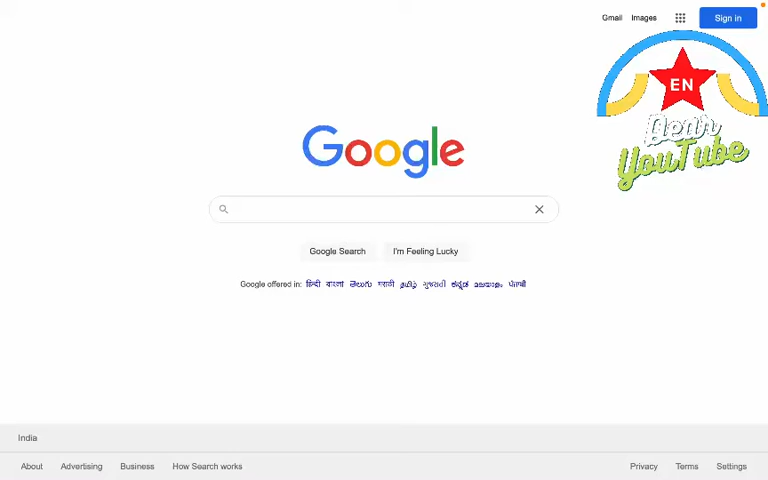 Gmail Images Sign in
EN
Dear
YouTube
Google
Google Search I'm Feeling Lucky
Google offered in: हिन्दी বাংলা తెలుగు मराठी தமிழ் ગુજરાતી ಕನ್ನಡ മലയാളം ਪੰਜਾਬੀ
India
About Advertising Business How Search works Privacy Terms Settings